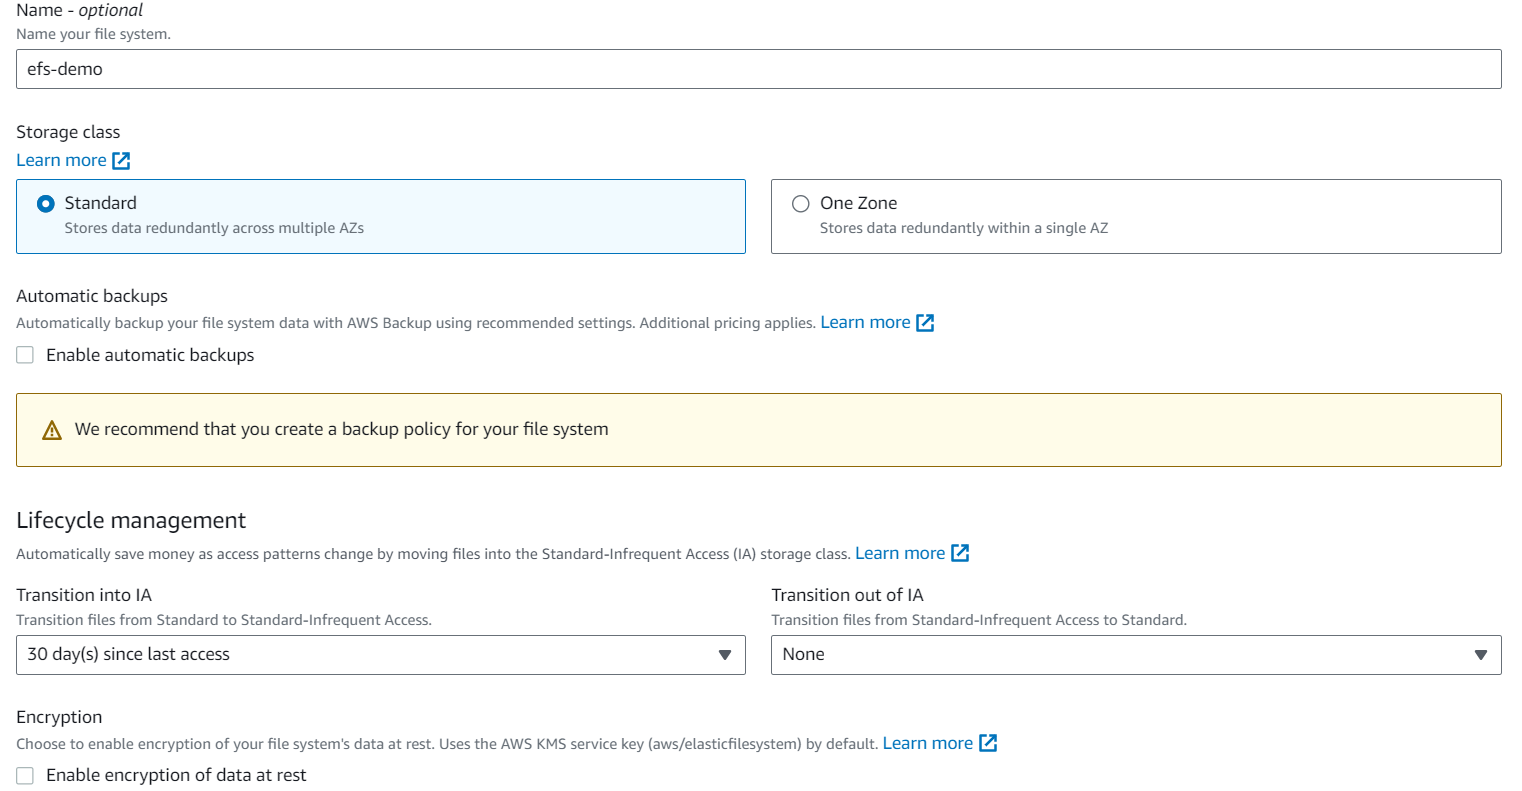 Name - optional
Name your file system.
efs-demo
Storage class
Learn more
Standard
Stores data redundantly across multiple AZs
One Zone
Stores data redundantly within a single AZ
Automatic backups
Automatically backup your file system data with AWS Backup using recommended settings. Additional pricing applies. Learn more
Enable automatic backups
We recommend that you create a backup policy for your file system
Lifecycle management
Automatically save money as access patterns change by moving files into the Standard-Infrequent Access (IA) storage class. Learn more
Transition into IA
Transition files from Standard to Standard-Infrequent Access.
30 day(s) since last access
Transition out of IA
Transition files from Standard-Infrequent Access to Standard.
None
Encryption
Choose to enable encryption of your file system's data at rest. Uses the AWS KMS service key (aws/elasticfilesystem) by default. Learn more
Enable encryption of data at rest